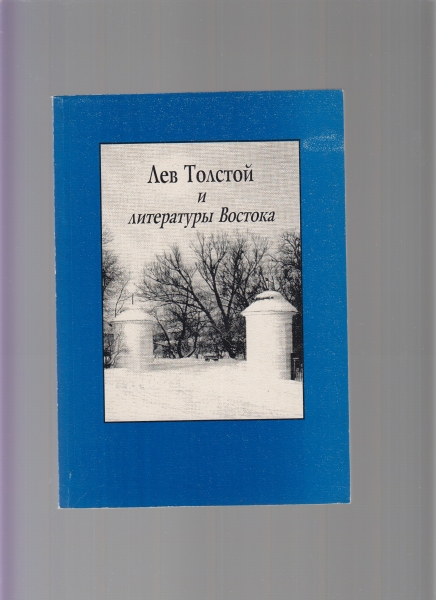 Лев Толстой
и
литературы Востока